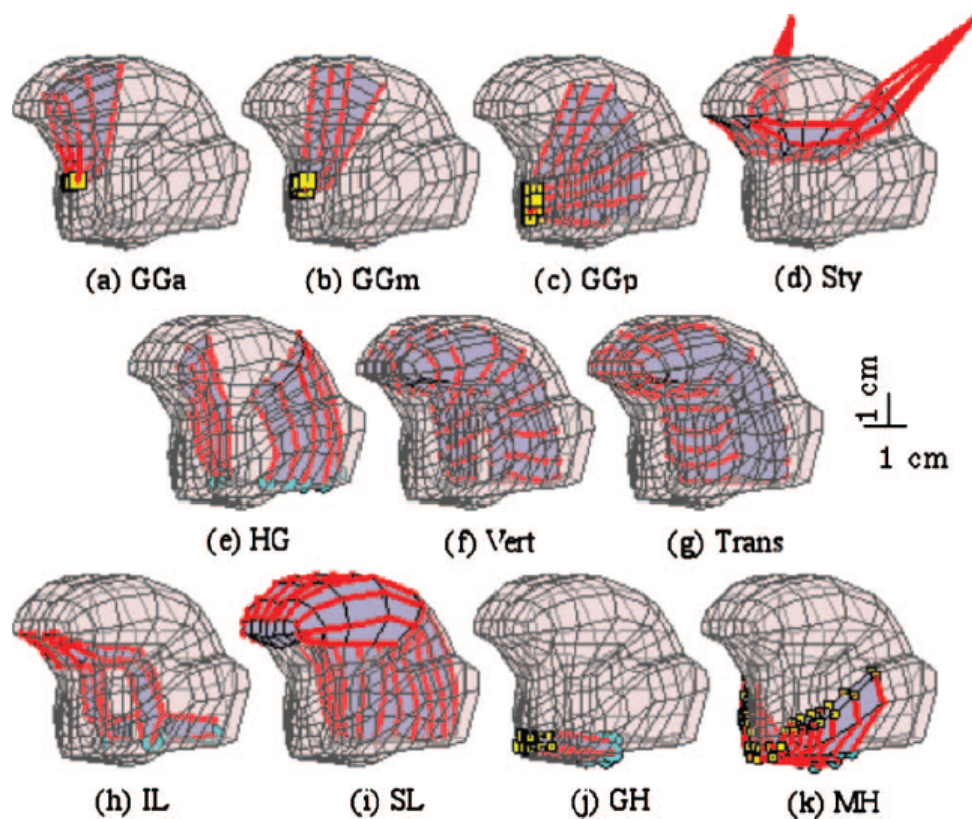 (a) GGa
(b) GGm
(c) GGp
(d) Sty
1 cm
1 cm
(e) HG
(f) Vert
(g) Trans
(h) IL
(i) SL
(j) GH
(k) MH